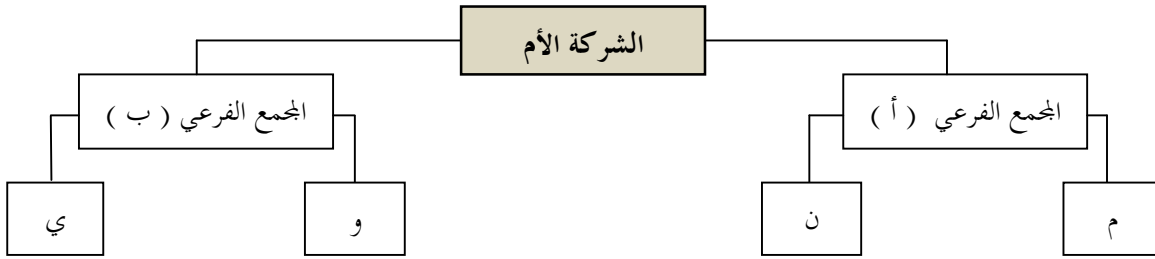 الشركة الأم
المجمع الفرعي ( أ )
المجمع الفرعي ( ب )
م
ن
و
ي